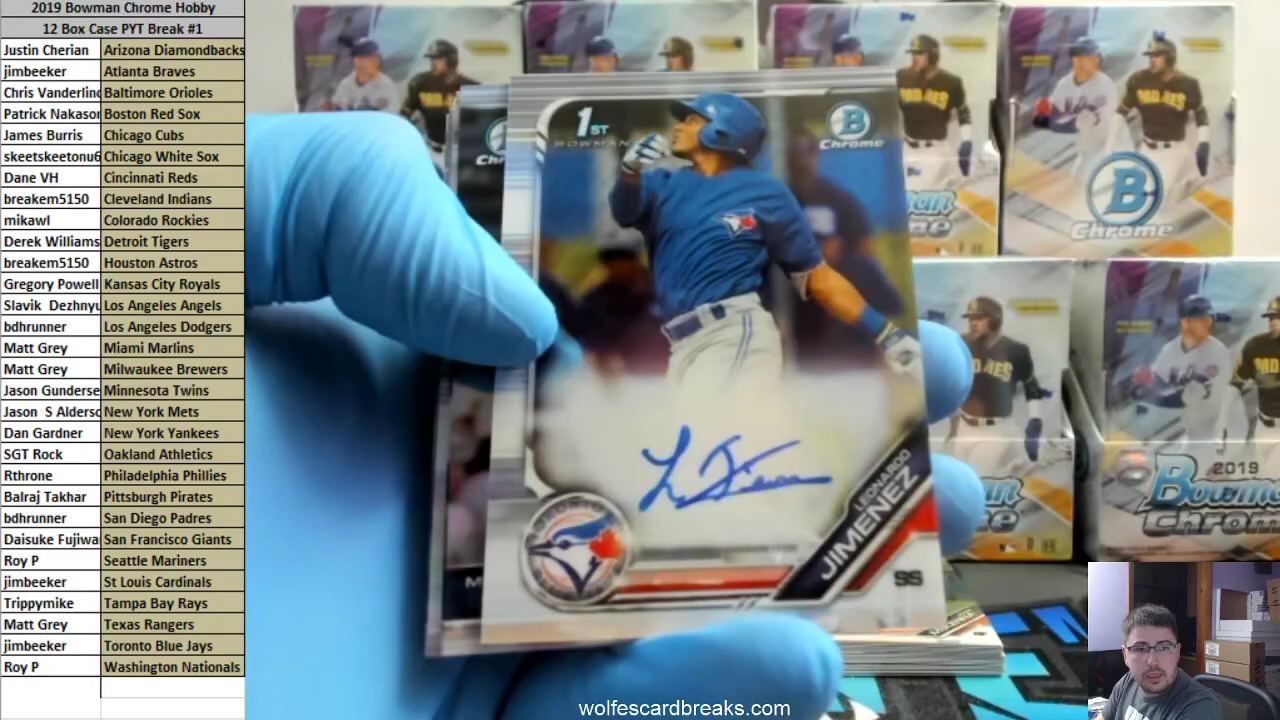 2019 Bowman Chrome Hobby
12 Box Case PYT Break #1
Justin Cherian Arizona Diamondbacks
jimbeeker Atlanta Braves
Chris Vanderlind Baltimore Orioles
Patrick Nakason Boston Red Sox
James Burris Chicago Cubs
skeetskeetonu6 Chicago White Sox
Dane VH Cincinnati Reds
breakem5150 Cleveland Indians
mikawl Colorado Rockies
Derek Williams Detroit Tigers
breakem5150 Houston Astros
Gregory Powell Kansas City Royals
Slavik Dezhnyu Los Angeles Angels
bdhrunner Los Angeles Dodgers
Matt Grey Miami Marlins
Matt Grey Milwaukee Brewers
Jason Gunderse Minnesota Twins
Jason S Alderso New York Mets
Dan Gardner New York Yankees
SGT Rock Oakland Athletics
Rthrone Philadelphia Phillies
Balraj Takhar Pittsburgh Pirates
bdhrunner San Diego Padres
Daisuke Fujiwa San Francisco Giants
Roy P Seattle Mariners
jimbeeker St Louis Cardinals
Trippymike Tampa Bay Rays
Matt Grey Texas Rangers
jimbeeker Toronto Blue Jays
Roy P Washington Nationals
1ST
BOWMAN
B
Chrome
LEONARDO
JIMENEZ
SS
B
Chrome
2019
Bowma
Chrome
wolfescardbreaks.com